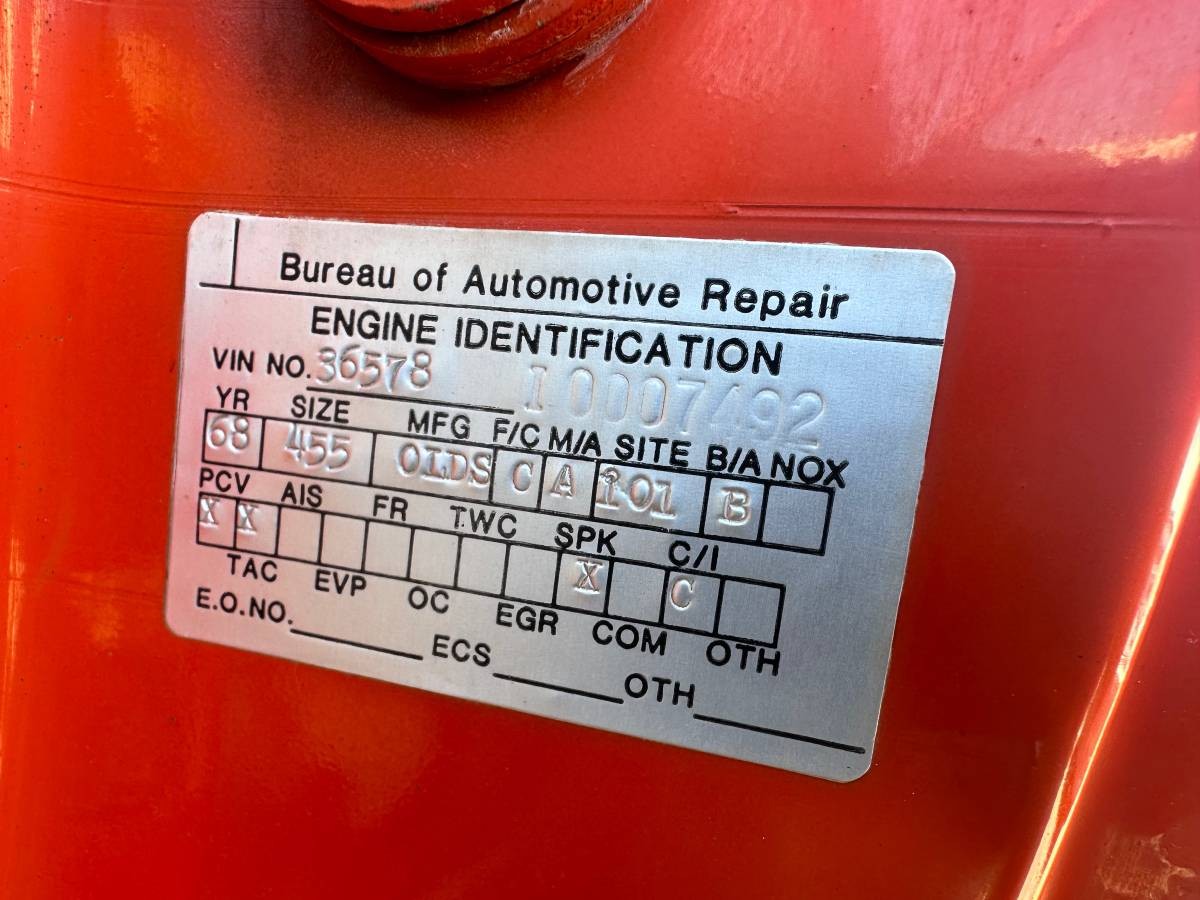 Bureau of Automotive Repair
ENGINE IDENTIFICATION
VIN NO. 36578 I 0007492
YR SIZE MFG F/C M/A SITE B/A NOX
68 455 OLDS C A 101 B
PCV AIS FR TWC SPK C/I
X X X C
TAC EVP OC EGR COM OTH
E.O.NO. ECS OTH